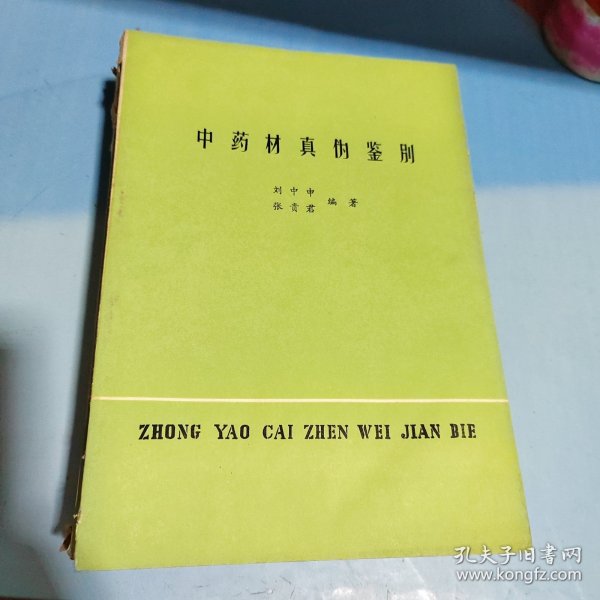 中药材真伪鉴别
刘中申
张贵君 编著
ZHONG YAO CAI ZHEN WEI JIAN BIE
孔夫子旧书网
www.kongfz.com